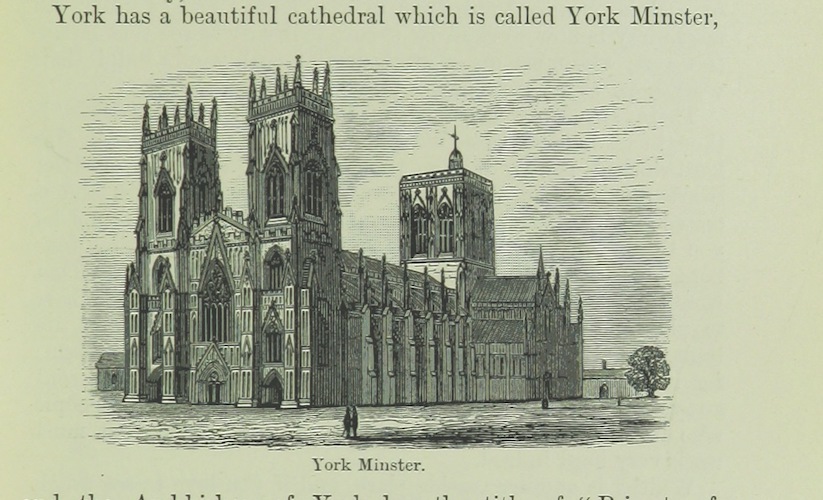 York has a beautiful cathedral which is called York Minster,
York Minster.